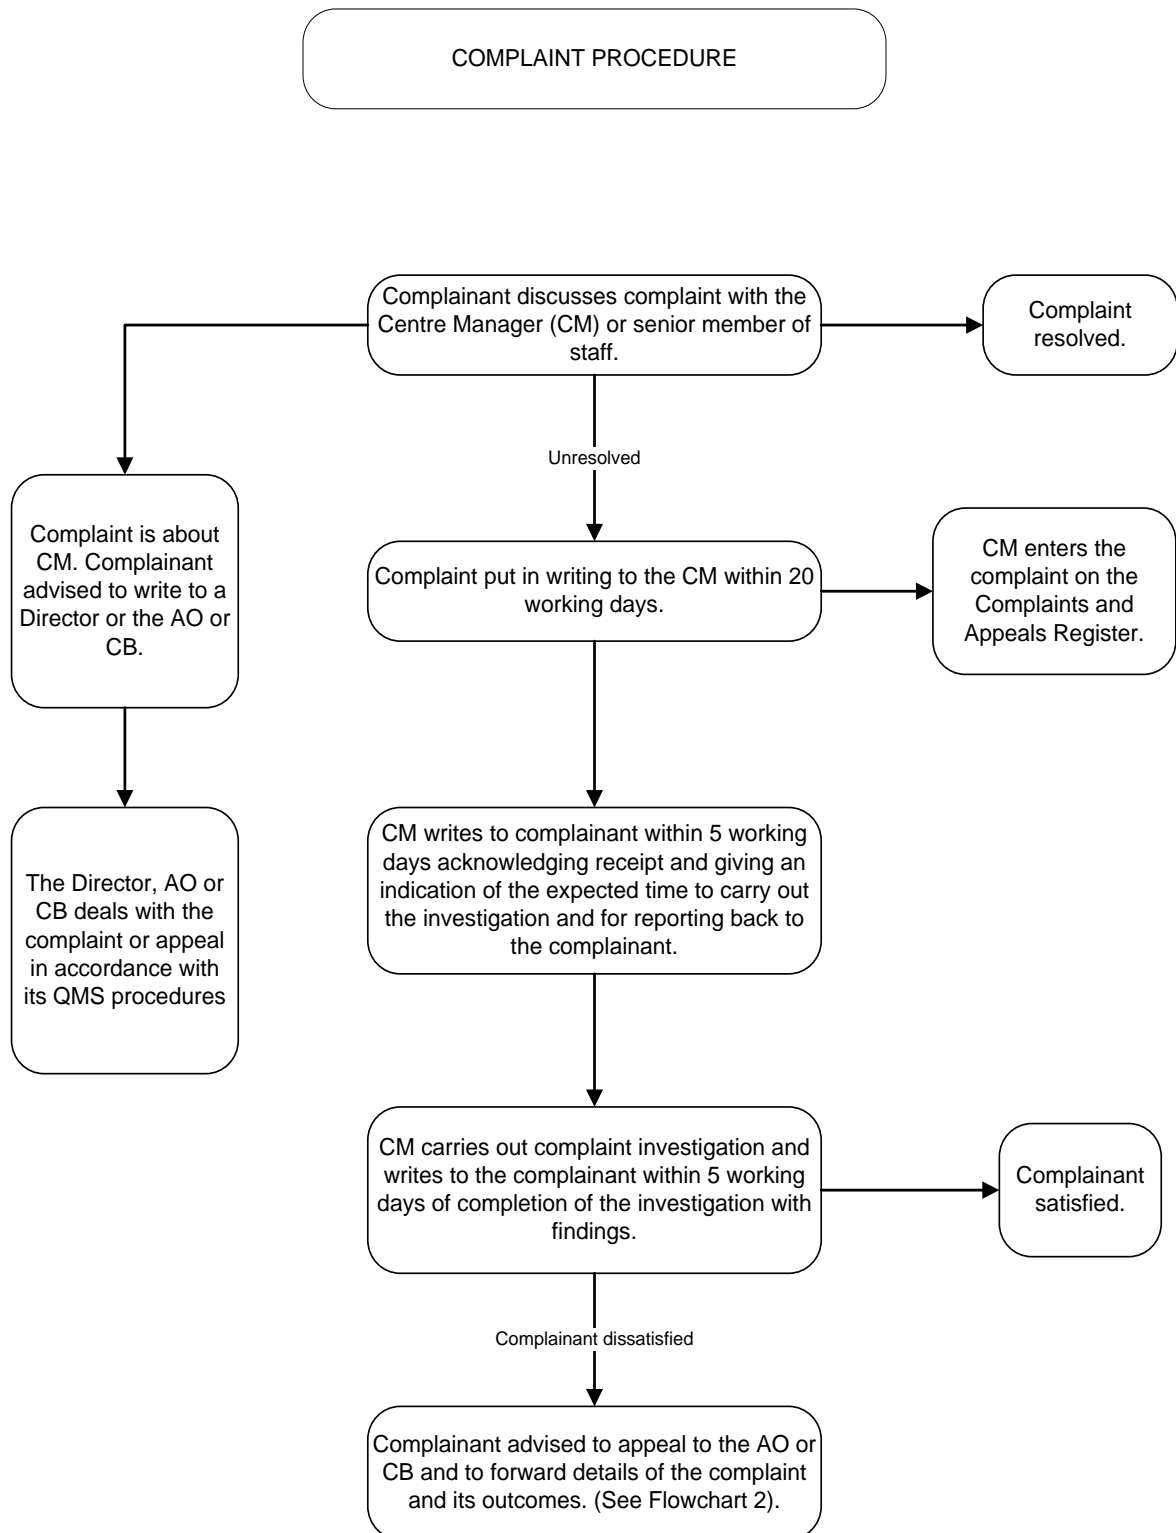 COMPLAINT PROCEDURE
Complainant discusses complaint with the
Centre Manager (CM) or senior member of
staff.
Complaint
resolved.
Unresolved
Complaint is about
CM. Complainant
advised to write to a
Director or the AO or
CB.
Complaint put in writing to the CM within 20
working days.
CM enters the
complaint on the
Complaints and
Appeals Register.
The Director, AO or
CB deals with the
complaint or appeal
in accordance with
its QMS procedures
CM writes to complainant within 5 working
days acknowledging receipt and giving an
indication of the expected time to carry out
the investigation and for reporting back to
the complainant.
CM carries out complaint investigation and
writes to the complainant within 5 working
days of completion of the investigation with
findings.
Complainant
satisfied.
Complainant dissatisfied
Complainant advised to appeal to the AO or
CB and to forward details of the complaint
and its outcomes. (See Flowchart 2).